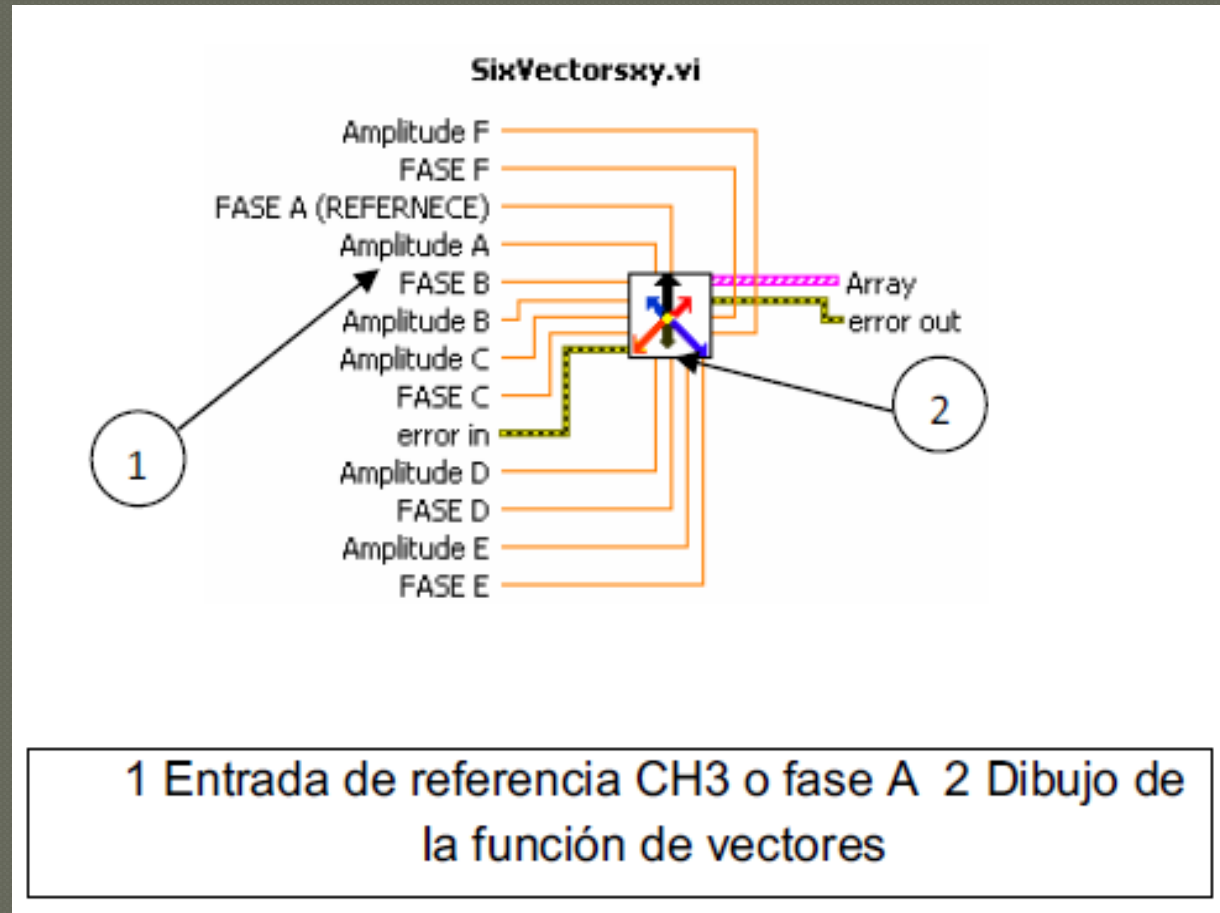 SixVectorsxy.vi
Amplitude F
FASE F
FASE A (REFERNECE)
Amplitude A
FASE B
Amplitude B
Amplitude C
FASE C
error in
Amplitude D
FASE D
Amplitude E
FASE E
Array
error out
1
2
1 Entrada de referencia CH3 o fase A 2 Dibujo de
la función de vectores